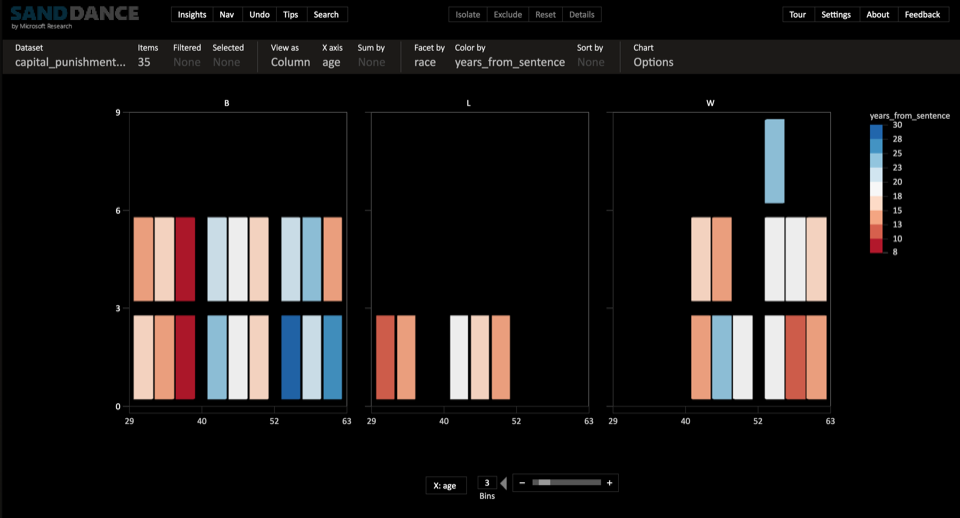 SANDDANCE
by Microsoft Research
Insights Nav Undo Tips Search
Isolate Exclude Reset Details
Tour Settings About Feedback
Dataset Items Filtered Selected View as X axis Sum by Facet by Color by Sort by Chart
capital_punishment... 35 None None Column age None race years_from_sentence None Options
B L W
years_from_sentence
9
6
3
0
30
28
25
23
20
18
15
13
10
8
29 40 52 63 29 40 52 63 29 40 52 63
X: age 3 − +
Bins